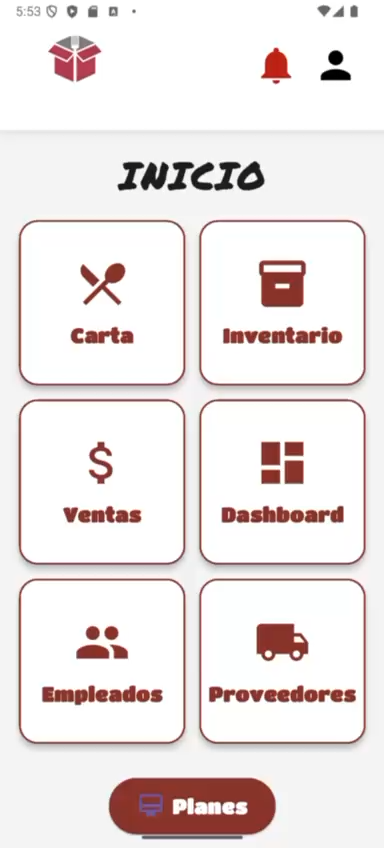 5:53
INICIO
Carta
Inventario
Ventas
Dashboard
Empleados
Proveedores
Planes